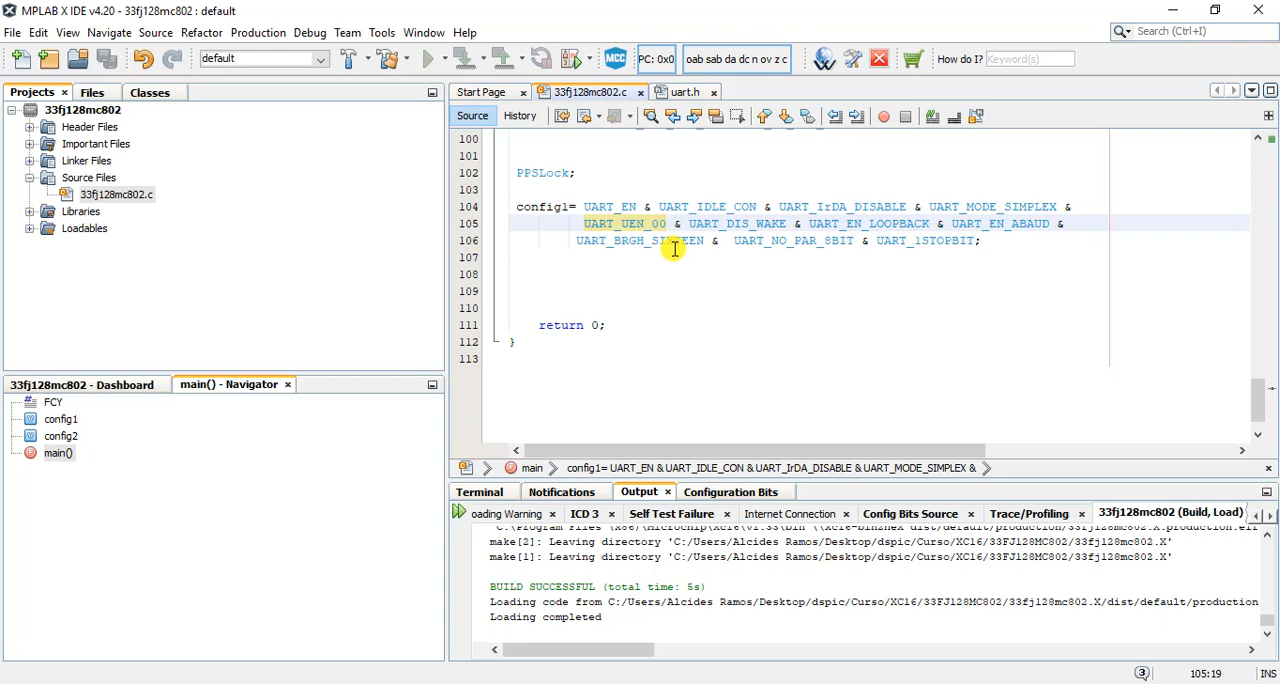 MPLAB X IDE v4.20 - 33fj128mc802 : default
File Edit View Navigate Source Refactor Production Debug Team Tools Window Help
Search (Ctrl+I)
default
MCC
PC: 0x0
oab sab da dc n ov z c
How do I?
Keyword(s)
Projects Files Classes
33fj128mc802
Header Files
Important Files
Linker Files
Source Files
33fj128mc802.c
Libraries
Loadables
33fj128mc802 - Dashboard
main() - Navigator
FCY
config1
config2
main()
Start Page
33fj128mc802.c
uart.h
Source
History
100
101
102 PPSLock;
103
104 config1= UART_EN & UART_IDLE_CON & UART_IrDA_DISABLE & UART_MODE_SIMPLEX &
105 UART_UEN_00 & UART_DIS_WAKE & UART_EN_LOOPBACK & UART_EN_ABAUD &
106 UART_BRGH_SIXTEEN & UART_NO_PAR_8BIT & UART_1STOPBIT;
107
108
109
110
111 return 0;
112 }
113
main
config1= UART_EN & UART_IDLE_CON & UART_IrDA_DISABLE & UART_MODE_SIMPLEX &
Terminal Notifications Output Configuration Bits
oading Warning ICD 3 Self Test Failure Internet Connection Config Bits Source Trace/Profiling 33fj128mc802 (Build, Load)
make[2]: Leaving directory 'C:/Users/Alcides Ramos/Desktop/dspic/Curso/XC16/33FJ128MC802/33fj128mc802.X'
make[1]: Leaving directory 'C:/Users/Alcides Ramos/Desktop/dspic/Curso/XC16/33FJ128MC802/33fj128mc802.X'
BUILD SUCCESSFUL (total time: 5s)
Loading code from C:/Users/Alcides Ramos/Desktop/dspic/Curso/XC16/33FJ128MC802/33fj128mc802.X/dist/default/production
Loading completed
3
105:19
INS